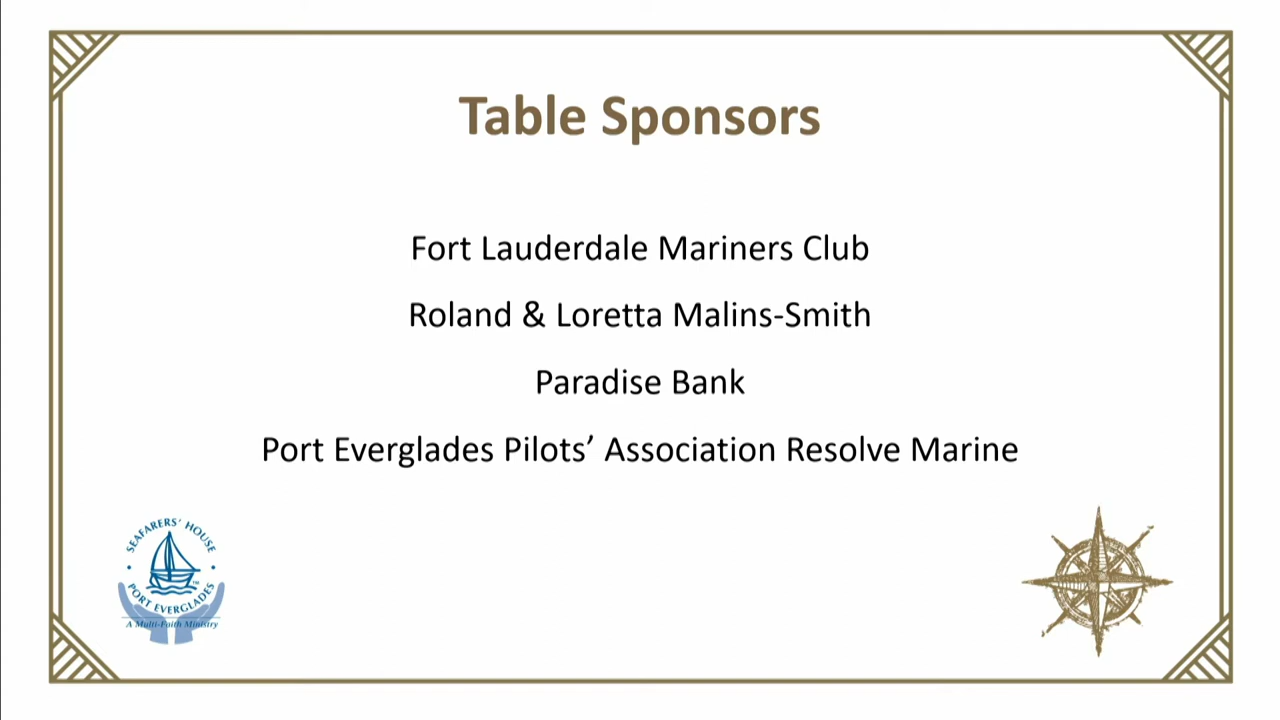 Table Sponsors
Fort Lauderdale Mariners Club
Roland & Loretta Malins-Smith
Paradise Bank
Port Everglades Pilots’ Association Resolve Marine
SEAFARERS’ HOUSE
PORT EVERGLADES
A Multi-Faith Ministry